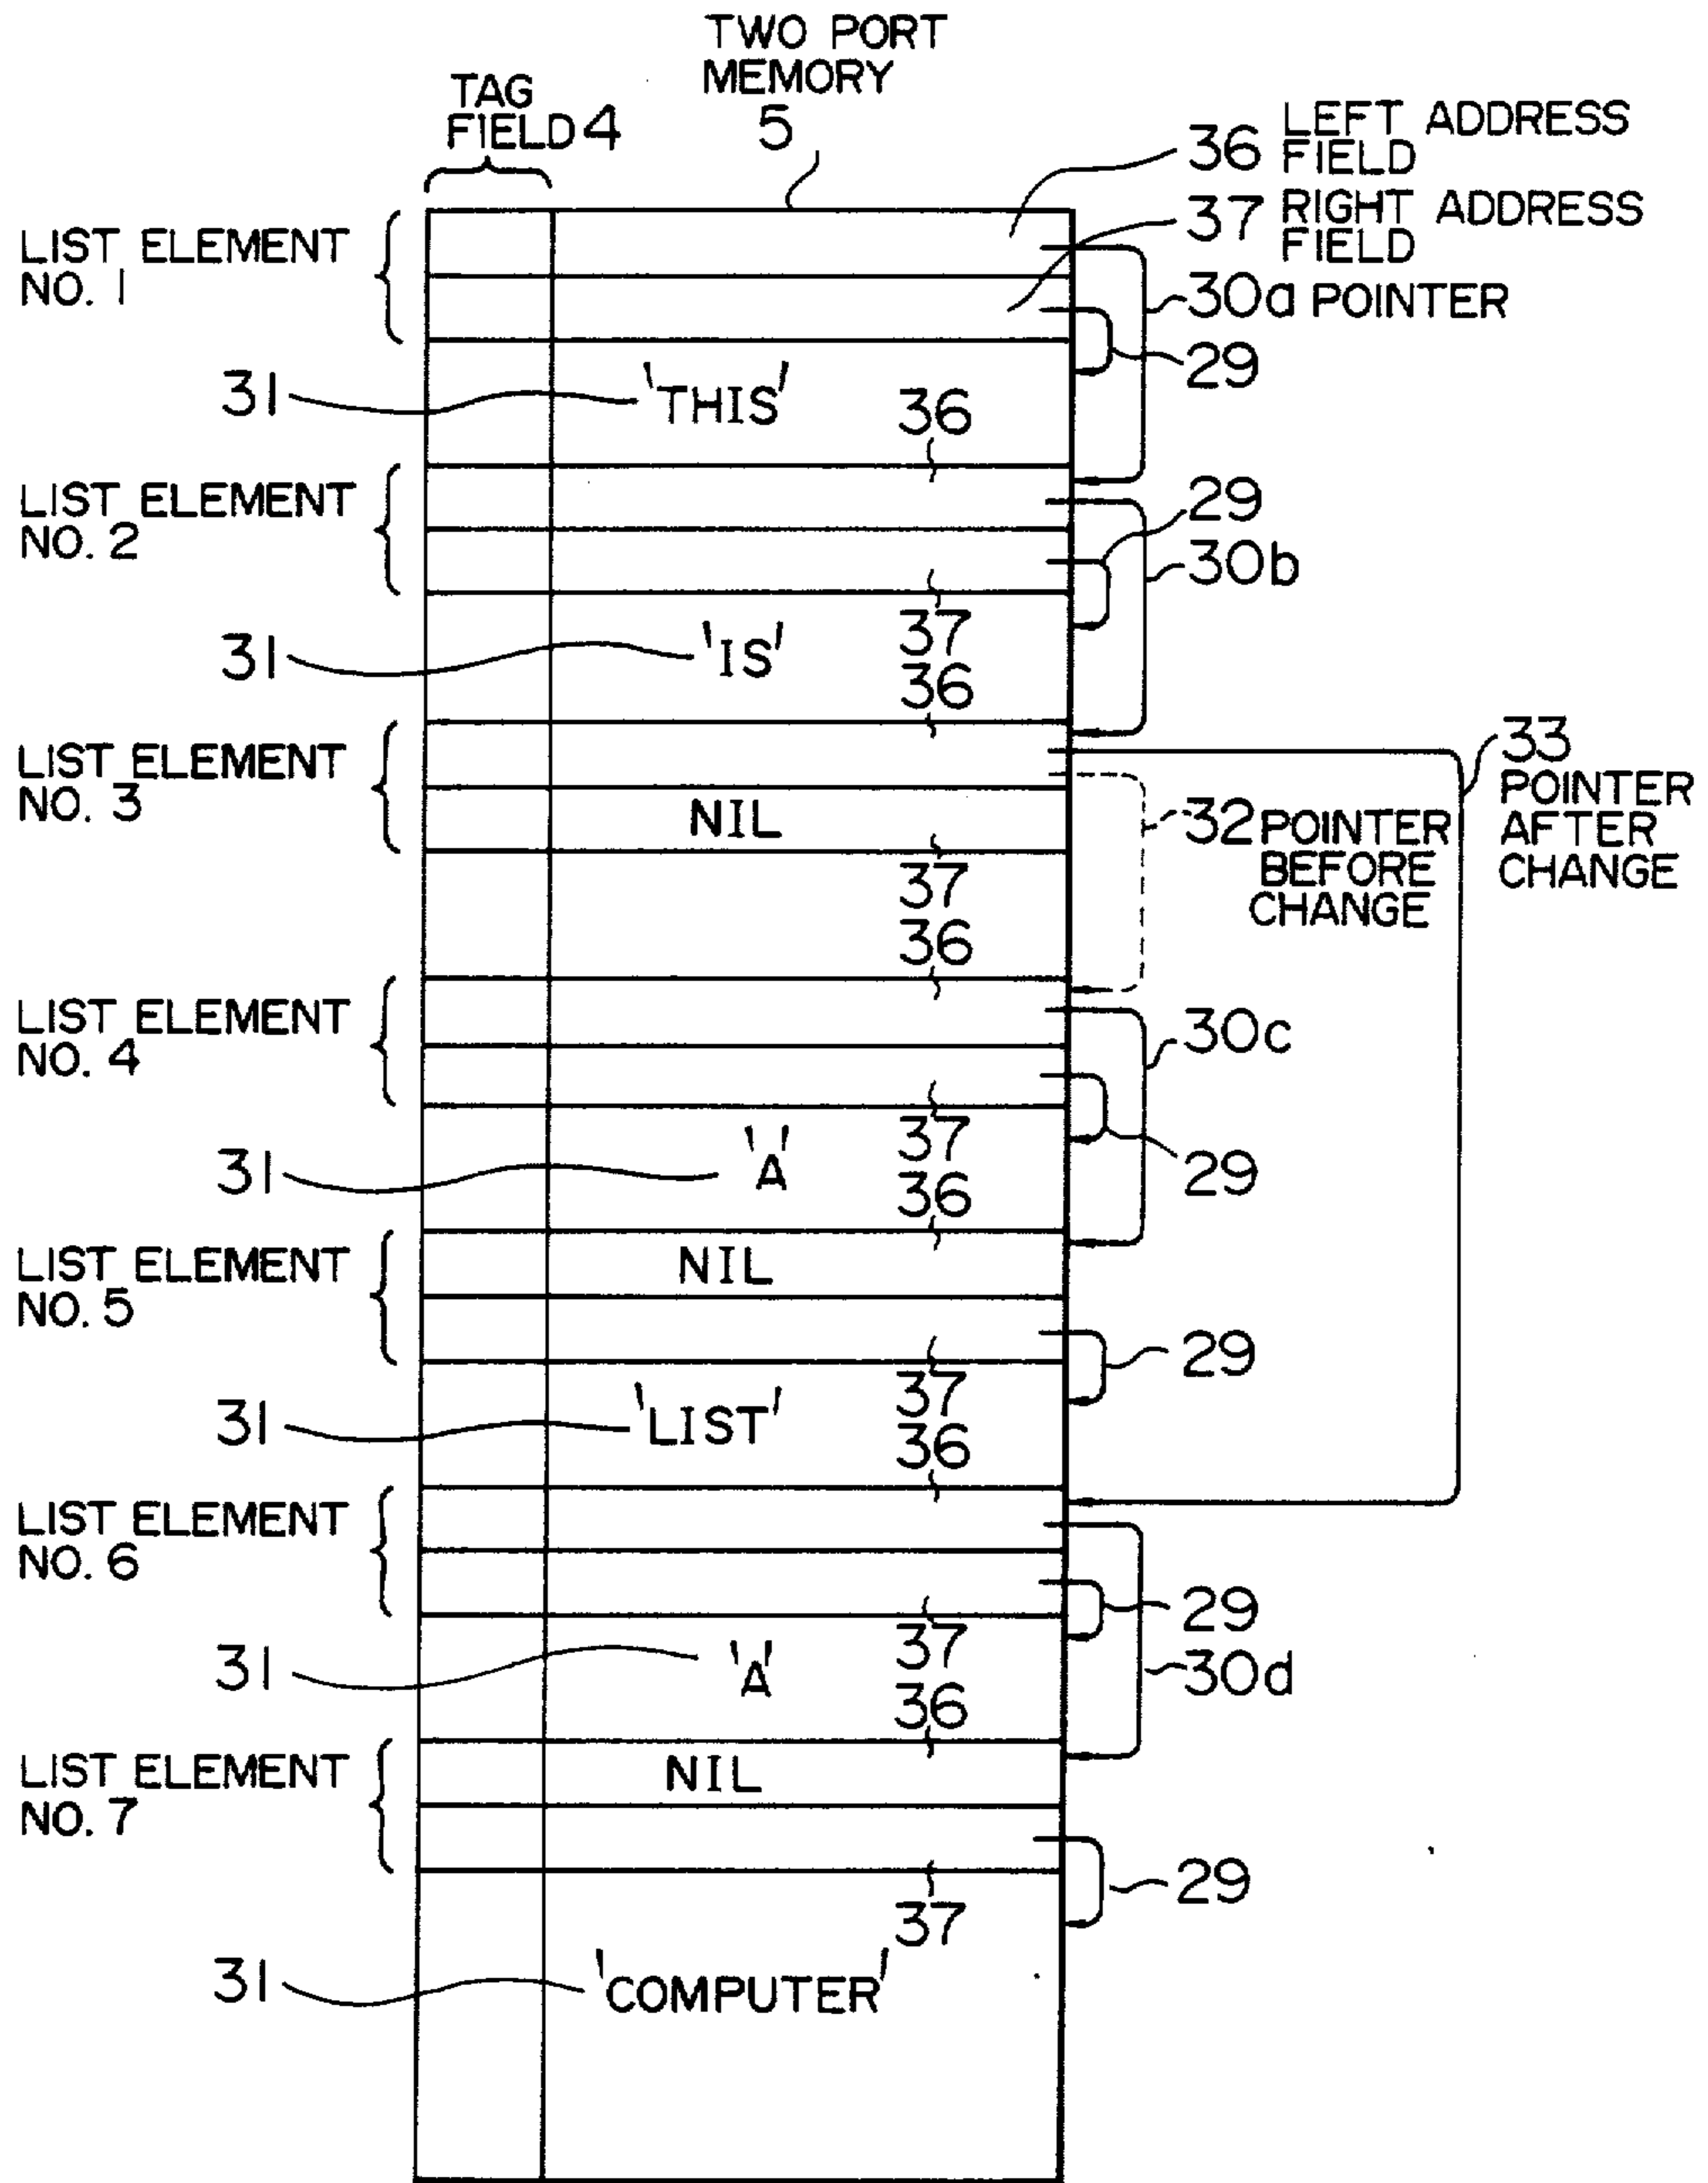 TWO PORT
MEMORY
5
TAG
FIELD 4
36 LEFT ADDRESS
FIELD
37 RIGHT ADDRESS
FIELD
LIST ELEMENT
NO. 1
30a POINTER
29
31
'THIS'
36
LIST ELEMENT
NO. 2
29
30b
37
31
'IS'
36
LIST ELEMENT
NO. 3
33
POINTER
AFTER
CHANGE
NIL
32 POINTER
BEFORE
CHANGE
37
36
LIST ELEMENT
NO. 4
30c
37
31
'A'
29
36
LIST ELEMENT
NO. 5
NIL
29
37
31
'LIST'
36
LIST ELEMENT
NO. 6
29
37
31
'A'
30d
36
LIST ELEMENT
NO. 7
NIL
29
37
31
'COMPUTER'